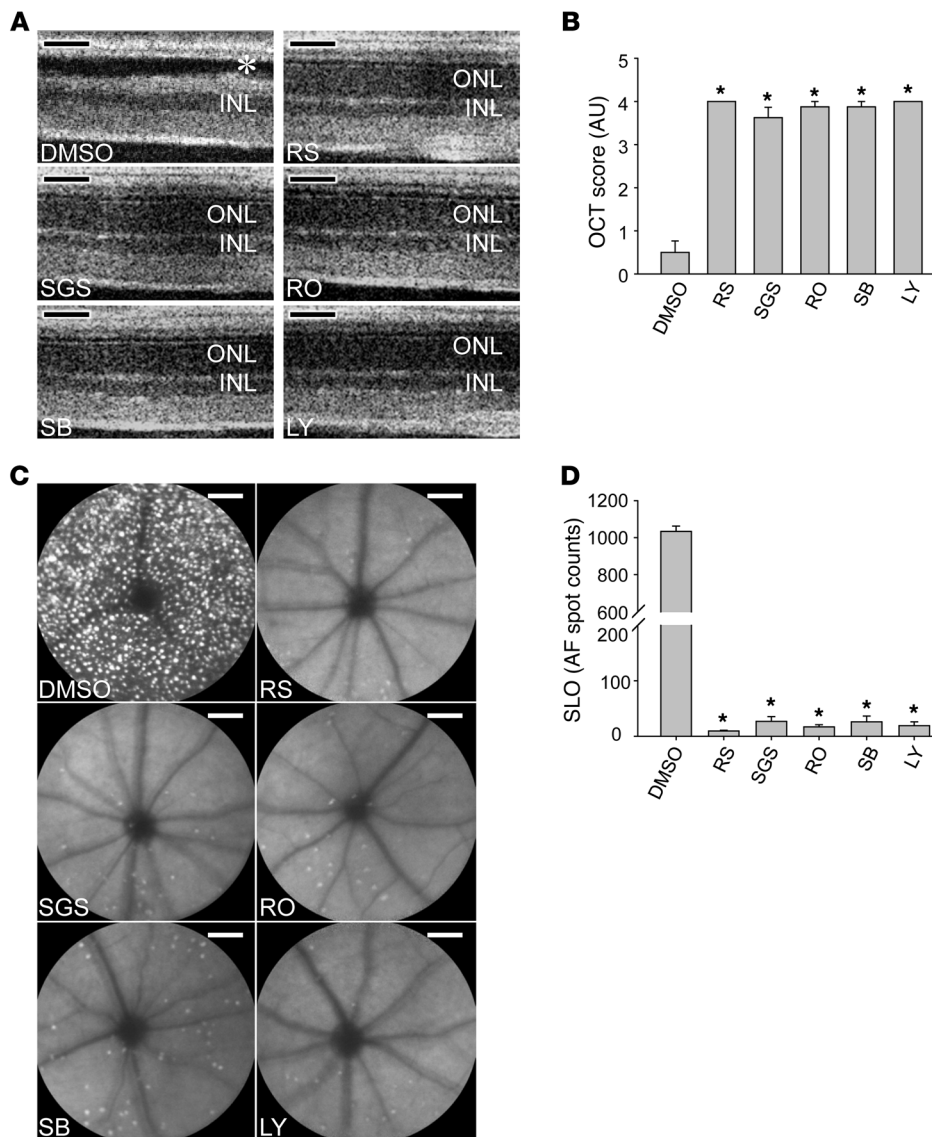 A
*
INL
DMSO
ONL
INL
RS
ONL
INL
SGS
ONL
INL
RO
ONL
INL
SB
ONL
INL
LY
B
OCT score (AU)
5
4
3
2
1
0
* * * * *
DMSO RS SGS RO SB LY
C
DMSO
RS
SGS
RO
SB
LY
D
SLO (AF spot counts)
1200
1000
800
600
200
100
0
* * * * *
DMSO RS SGS RO SB LY